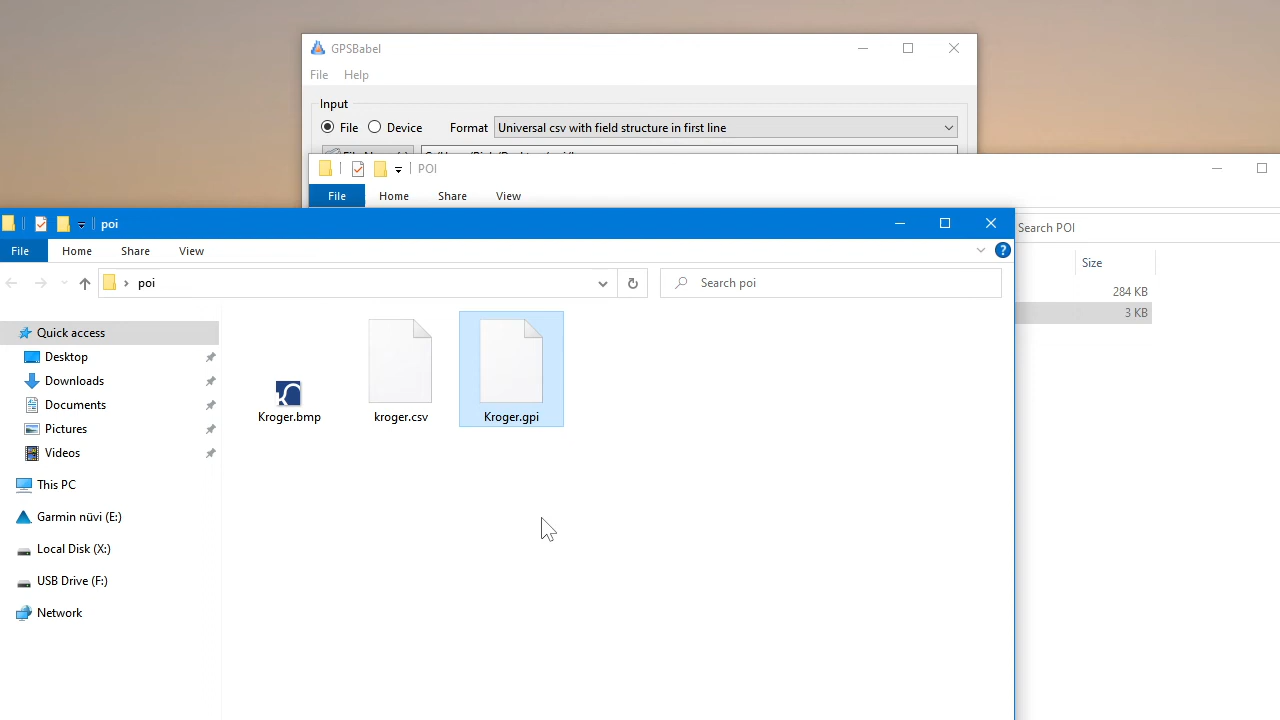 GPSBabel
File Help
Input
File Device Format Universal csv with field structure in first line
POI
File Home Share View
poi
File Home Share View
Search POI
poi
Search poi
Size
284 KB
3 KB
Quick access
Desktop
Downloads
Documents
Pictures
Videos
This PC
Garmin nüvi (E:)
Local Disk (X:)
USB Drive (F:)
Network
Kroger.bmp
kroger.csv
Kroger.gpi